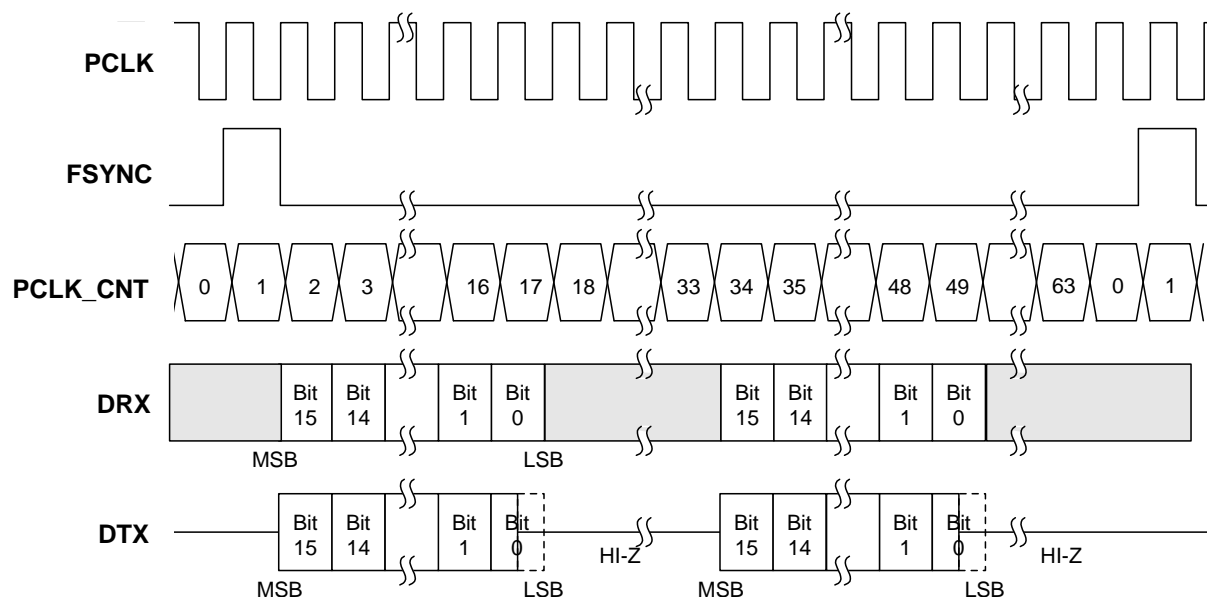 PCLK
FSYNC
PCLK_CNT 0 1 2 3 16 17 18 33 34 35 48 49 63 0 1
DRX Bit 15 Bit 14 Bit 1 Bit 0 Bit 15 Bit 14 Bit 1 Bit 0
MSB LSB
DTX Bit 15 Bit 14 Bit 1 Bit 0 HI-Z Bit 15 Bit 14 Bit 1 Bit 0 HI-Z
MSB LSB MSB LSB